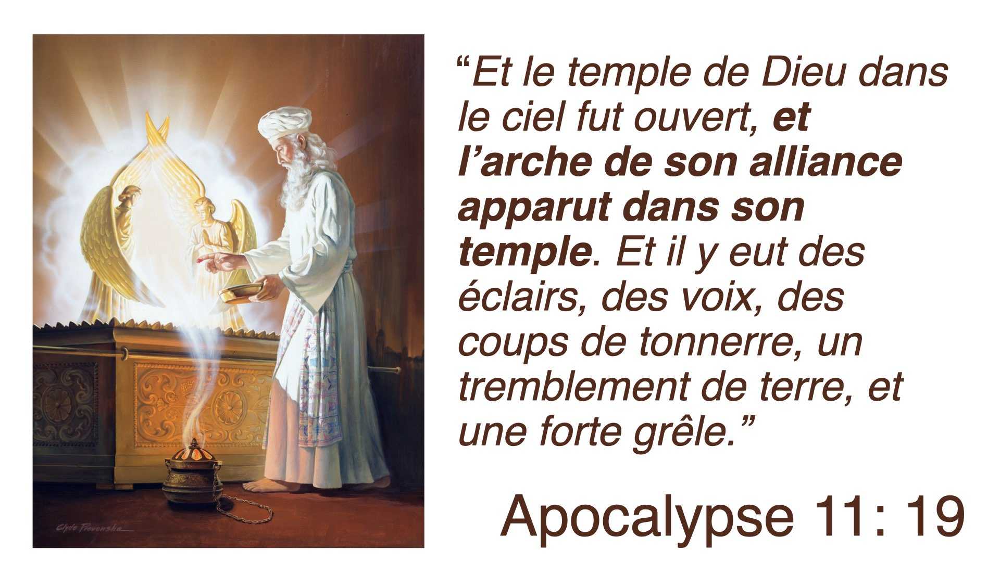 “Et le temple de Dieu dans
le ciel fut ouvert, et
l’arche de son alliance
apparut dans son
temple. Et il y eut des
éclairs, des voix, des
coups de tonnerre, un
tremblement de terre, et
une forte grêle.”
Apocalypse 11: 19
Clyde Provonsha